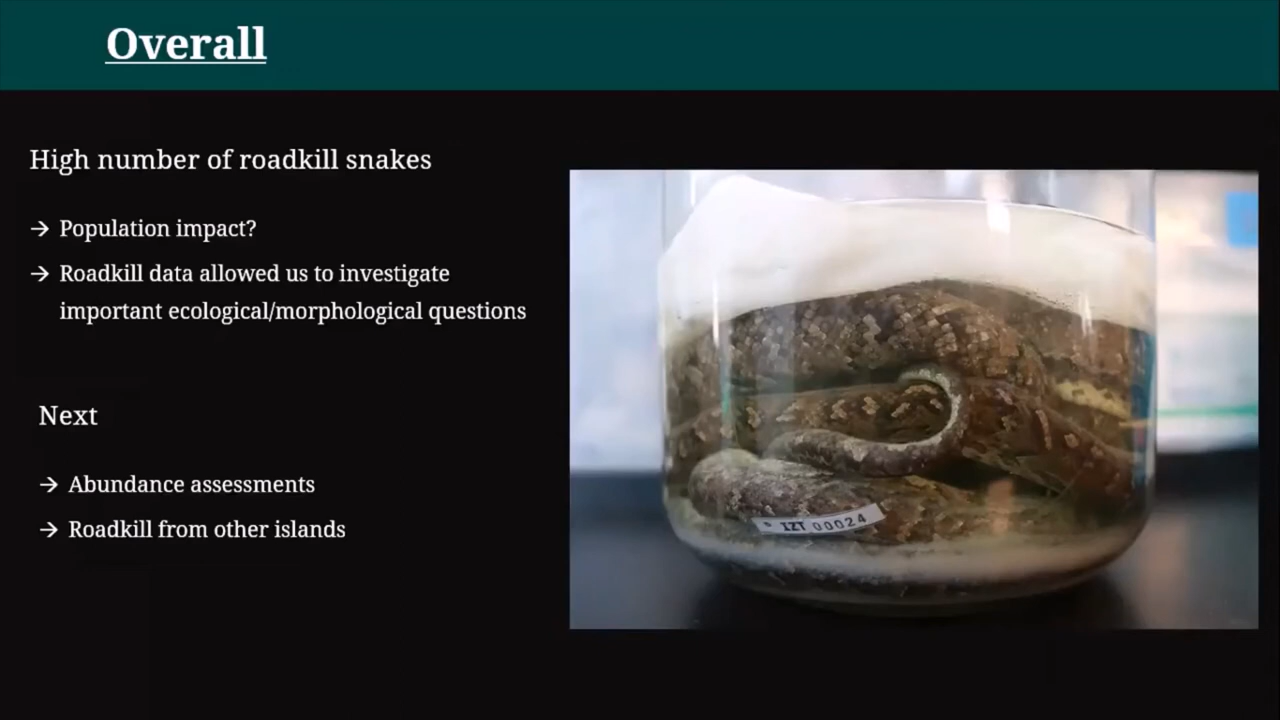 Overall
High number of roadkill snakes
→ Population impact?
→ Roadkill data allowed us to investigate
important ecological/morphological questions
Next
→ Abundance assessments
→ Roadkill from other islands
IZT 00024